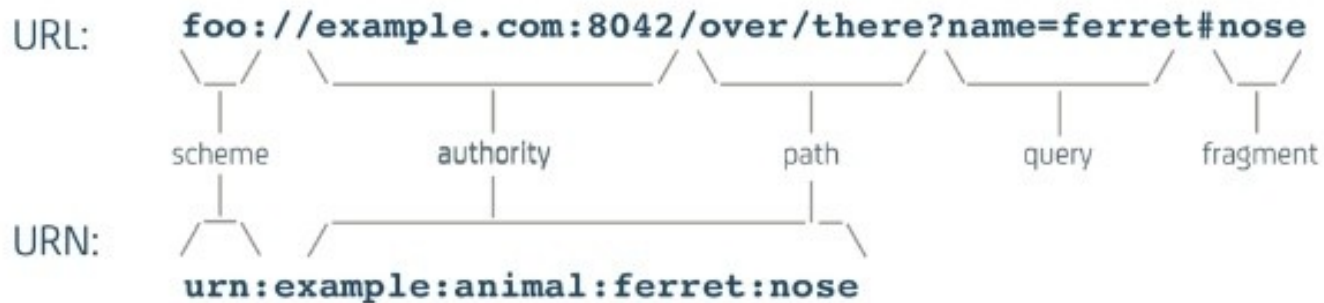 URL: foo://example.com:8042/over/there?name=ferret#nose
scheme authority path query fragment
URN:
urn:example:animal:ferret:nose